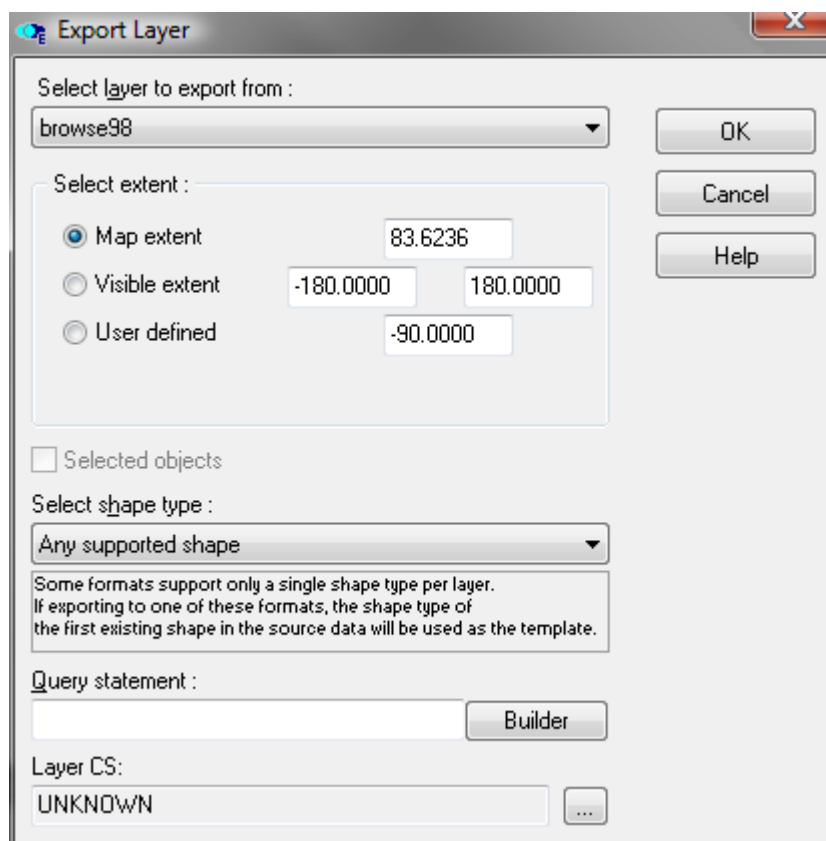 Export Layer
Select layer to export from :
browse98
OK
Select extent :
Cancel
Map extent
83.6236
Help
Visible extent
-180.0000
180.0000
User defined
-90.0000
Selected objects
Select shape type :
Any supported shape
Some formats support only a single shape type per layer.
If exporting to one of these formats, the shape type of
the first existing shape in the source data will be used as the template.
Query statement :
Builder
Layer CS:
UNKNOWN
...